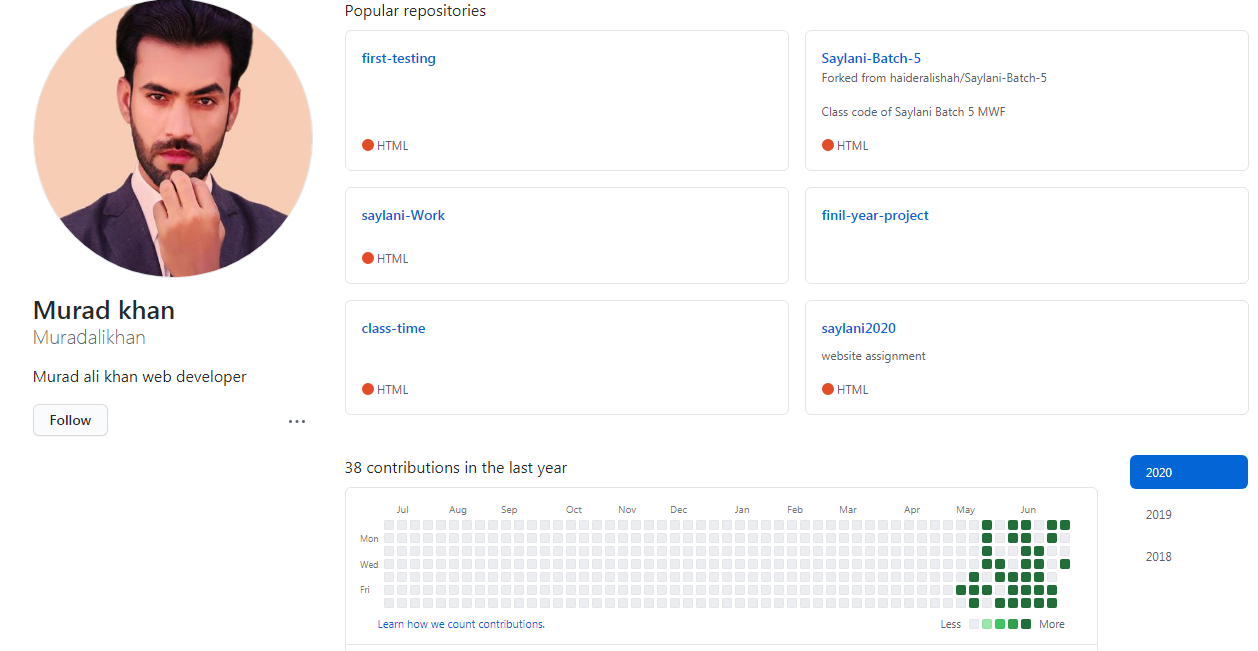 Popular repositories
first-testing
HTML
Saylani-Batch-5
Forked from haideralishah/Saylani-Batch-5
Class code of Saylani Batch 5 MWF
HTML
saylani-Work
HTML
finil-year-project
class-time
HTML
saylani2020
website assignment
HTML
Murad khan
Muradalikhan
Murad ali khan web developer
Follow
38 contributions in the last year
Jul Aug Sep Oct Nov Dec Jan Feb Mar Apr May Jun
Mon
Wed
Fri
Learn how we count contributions.
Less More
2020
2019
2018